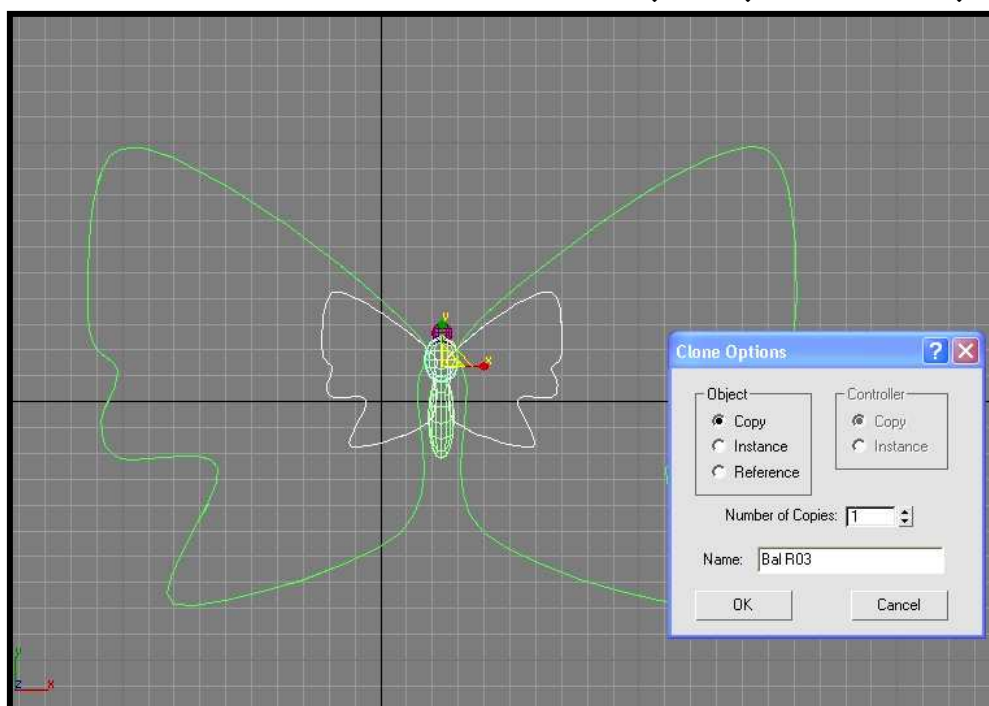 y
x
Clone Options
Object
Copy
Instance
Reference
Controller
Copy
Instance
Number of Copies: 1
Name: Bal R03
OK
Cancel
y
z
x